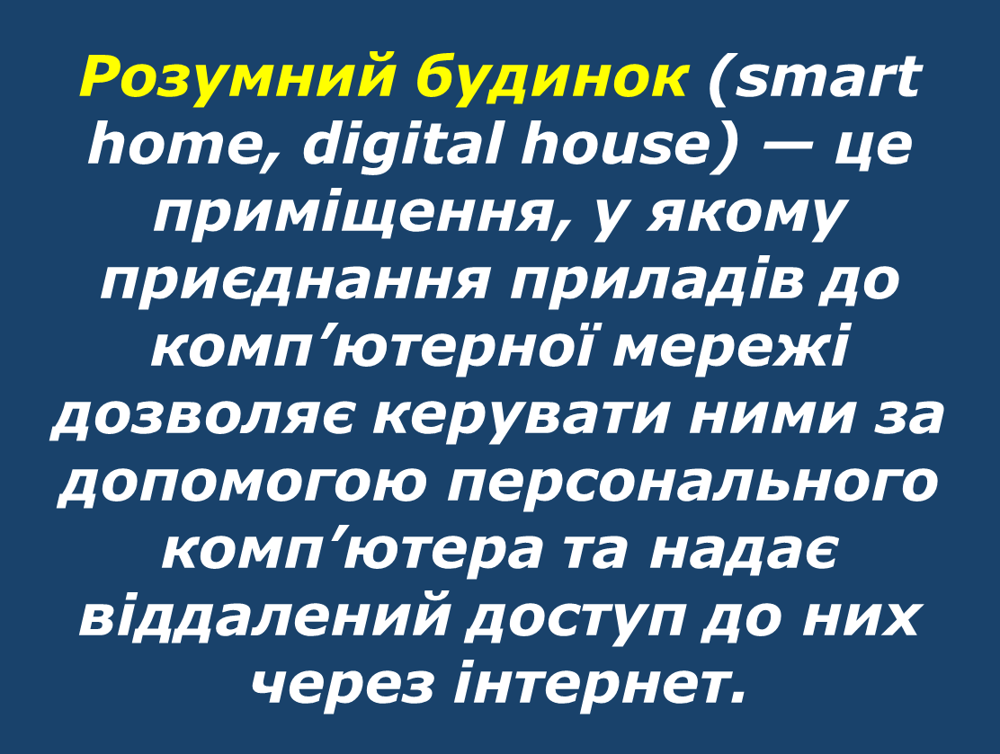 Розумний будинок (smart
home, digital house) — це
приміщення, у якому
приєднання приладів до
комп’ютерної мережі
дозволяє керувати ними за
допомогою персонального
комп’ютера та надає
віддалений доступ до них
через інтернет.